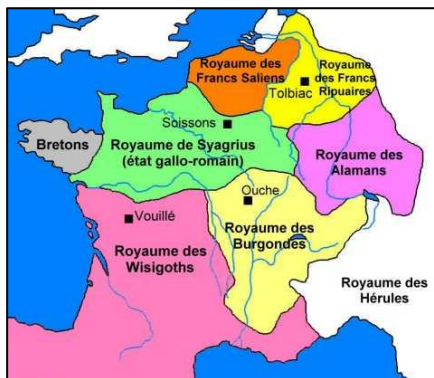 Royaume des
Francs Saliens
Royaume
des Francs
Ripuaires
Tolbiac
Soissons
Bretons
Royaume de Syagrius
(état gallo-romain)
Royaume des
Alamans
Ouche
Vouillé
Royaume des
Burgondes
Royaume des
Wisigoths
Royaume des
Hérules